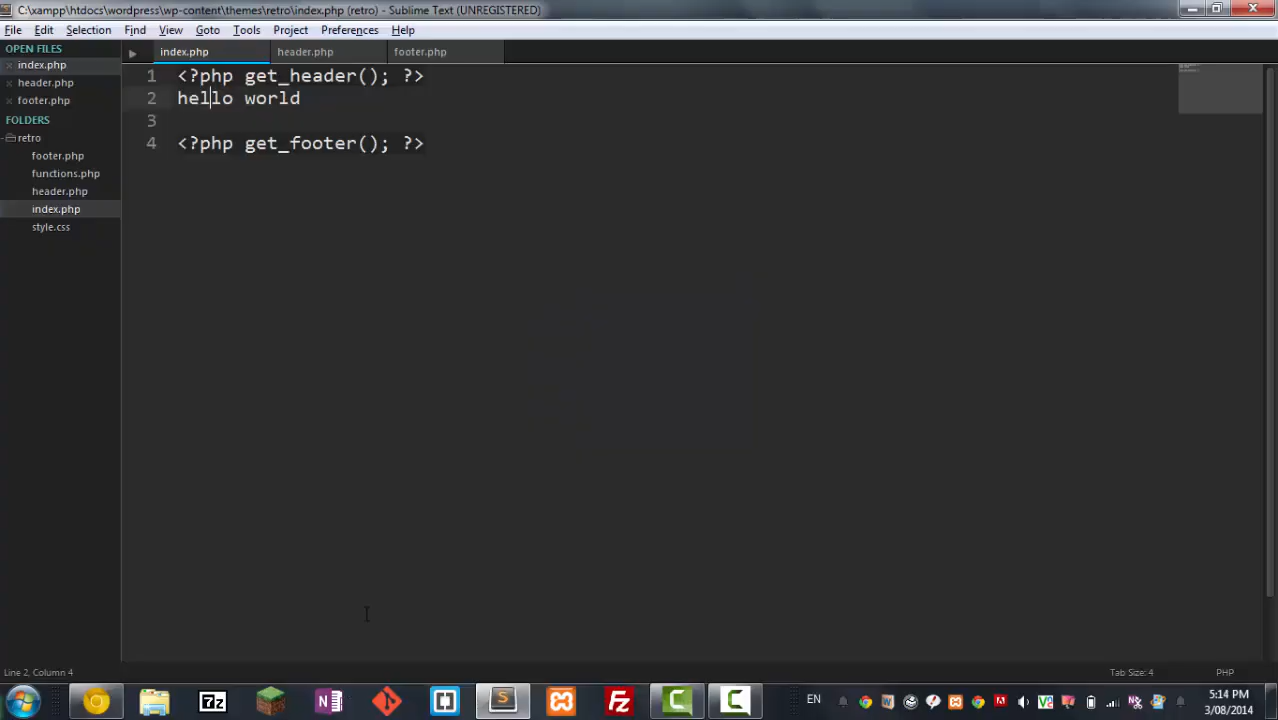 C:\xampp\htdocs\wordpress\wp-content\themes\retro\index.php (retro) - Sublime Text (UNREGISTERED)
File Edit Selection View Goto Tools Project Preferences Help
OPEN FILES
index.php
header.php
footer.php
FOLDERS
retro
footer.php
functions.php
header.php
index.php
style.css
index.php header.php footer.php
1 <?php get_header(); ?>
2 hello world
3
4 <?php get_footer(); ?>
Line 2, Column 4
Tab Size: 4 PHP
7z
N
S
Fz
EN
5:14 PM
3/08/2014